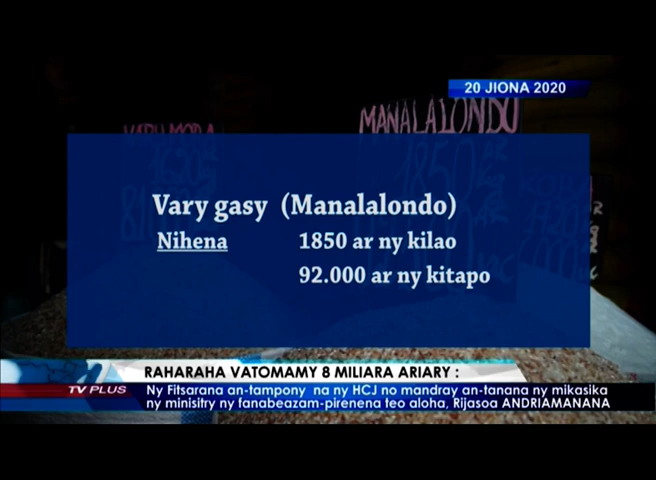 20 JIONA 2020
MANALALONDO
1850
Vary gasy (Manalalondo)
Nihena 1850 ar ny kilao
92.000 ar ny kitapo
RAHARAHA VATOMAMY 8 MILIARA ARIARY :
TV PLUS
Ny Fitsarana an-tampony na ny HCJ no mandray an-tanana ny mikasika
ny minisitry ny fanabeazam-pirenena teo aloha, Rijasoa ANDRIAMANANA